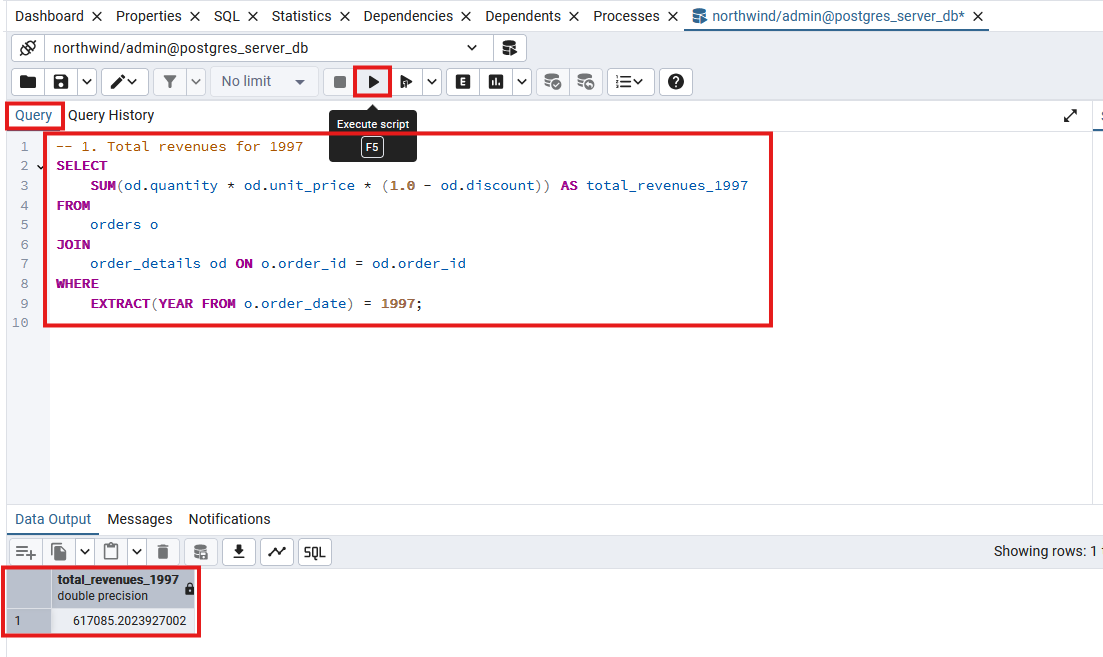 Dashboard Properties SQL Statistics Dependencies Dependents Processes northwind/admin@postgres_server_db*
northwind/admin@postgres_server_db
No limit
E
Query Query History
Execute script
F5
1 -- 1. Total revenues for 1997
2 SELECT
3 SUM(od.quantity * od.unit_price * (1.0 - od.discount)) AS total_revenues_1997
4 FROM
5 orders o
6 JOIN
7 order_details od ON o.order_id = od.order_id
8 WHERE
9 EXTRACT(YEAR FROM o.order_date) = 1997;
10
Data Output Messages Notifications
SQL
Showing rows: 1
total_revenues_1997
double precision
1 617085.2023927002